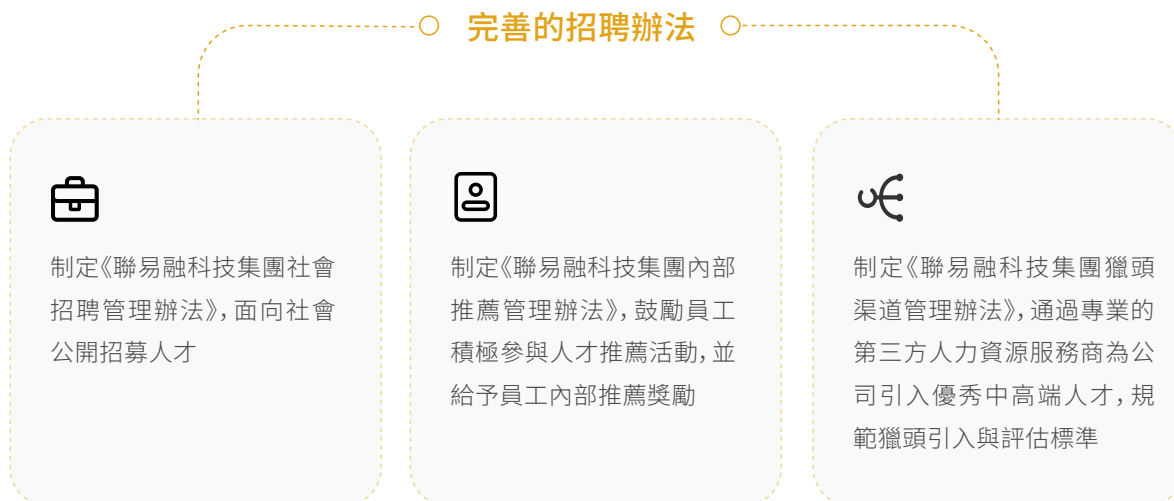 完善的招聘辦法
制定《聯易融科技集團社會
招聘管理辦法》，面向社會
公開招募人才
制定《聯易融科技集團內部
推薦管理辦法》，鼓勵員工
積極參與人才推薦活動，並
給予員工內部推薦獎勵
制定《聯易融科技集團獵頭
渠道管理辦法》，通過專業的
第三方人力資源服務商為公
司引入優秀中高端人才，規
範獵頭引入與評估標準